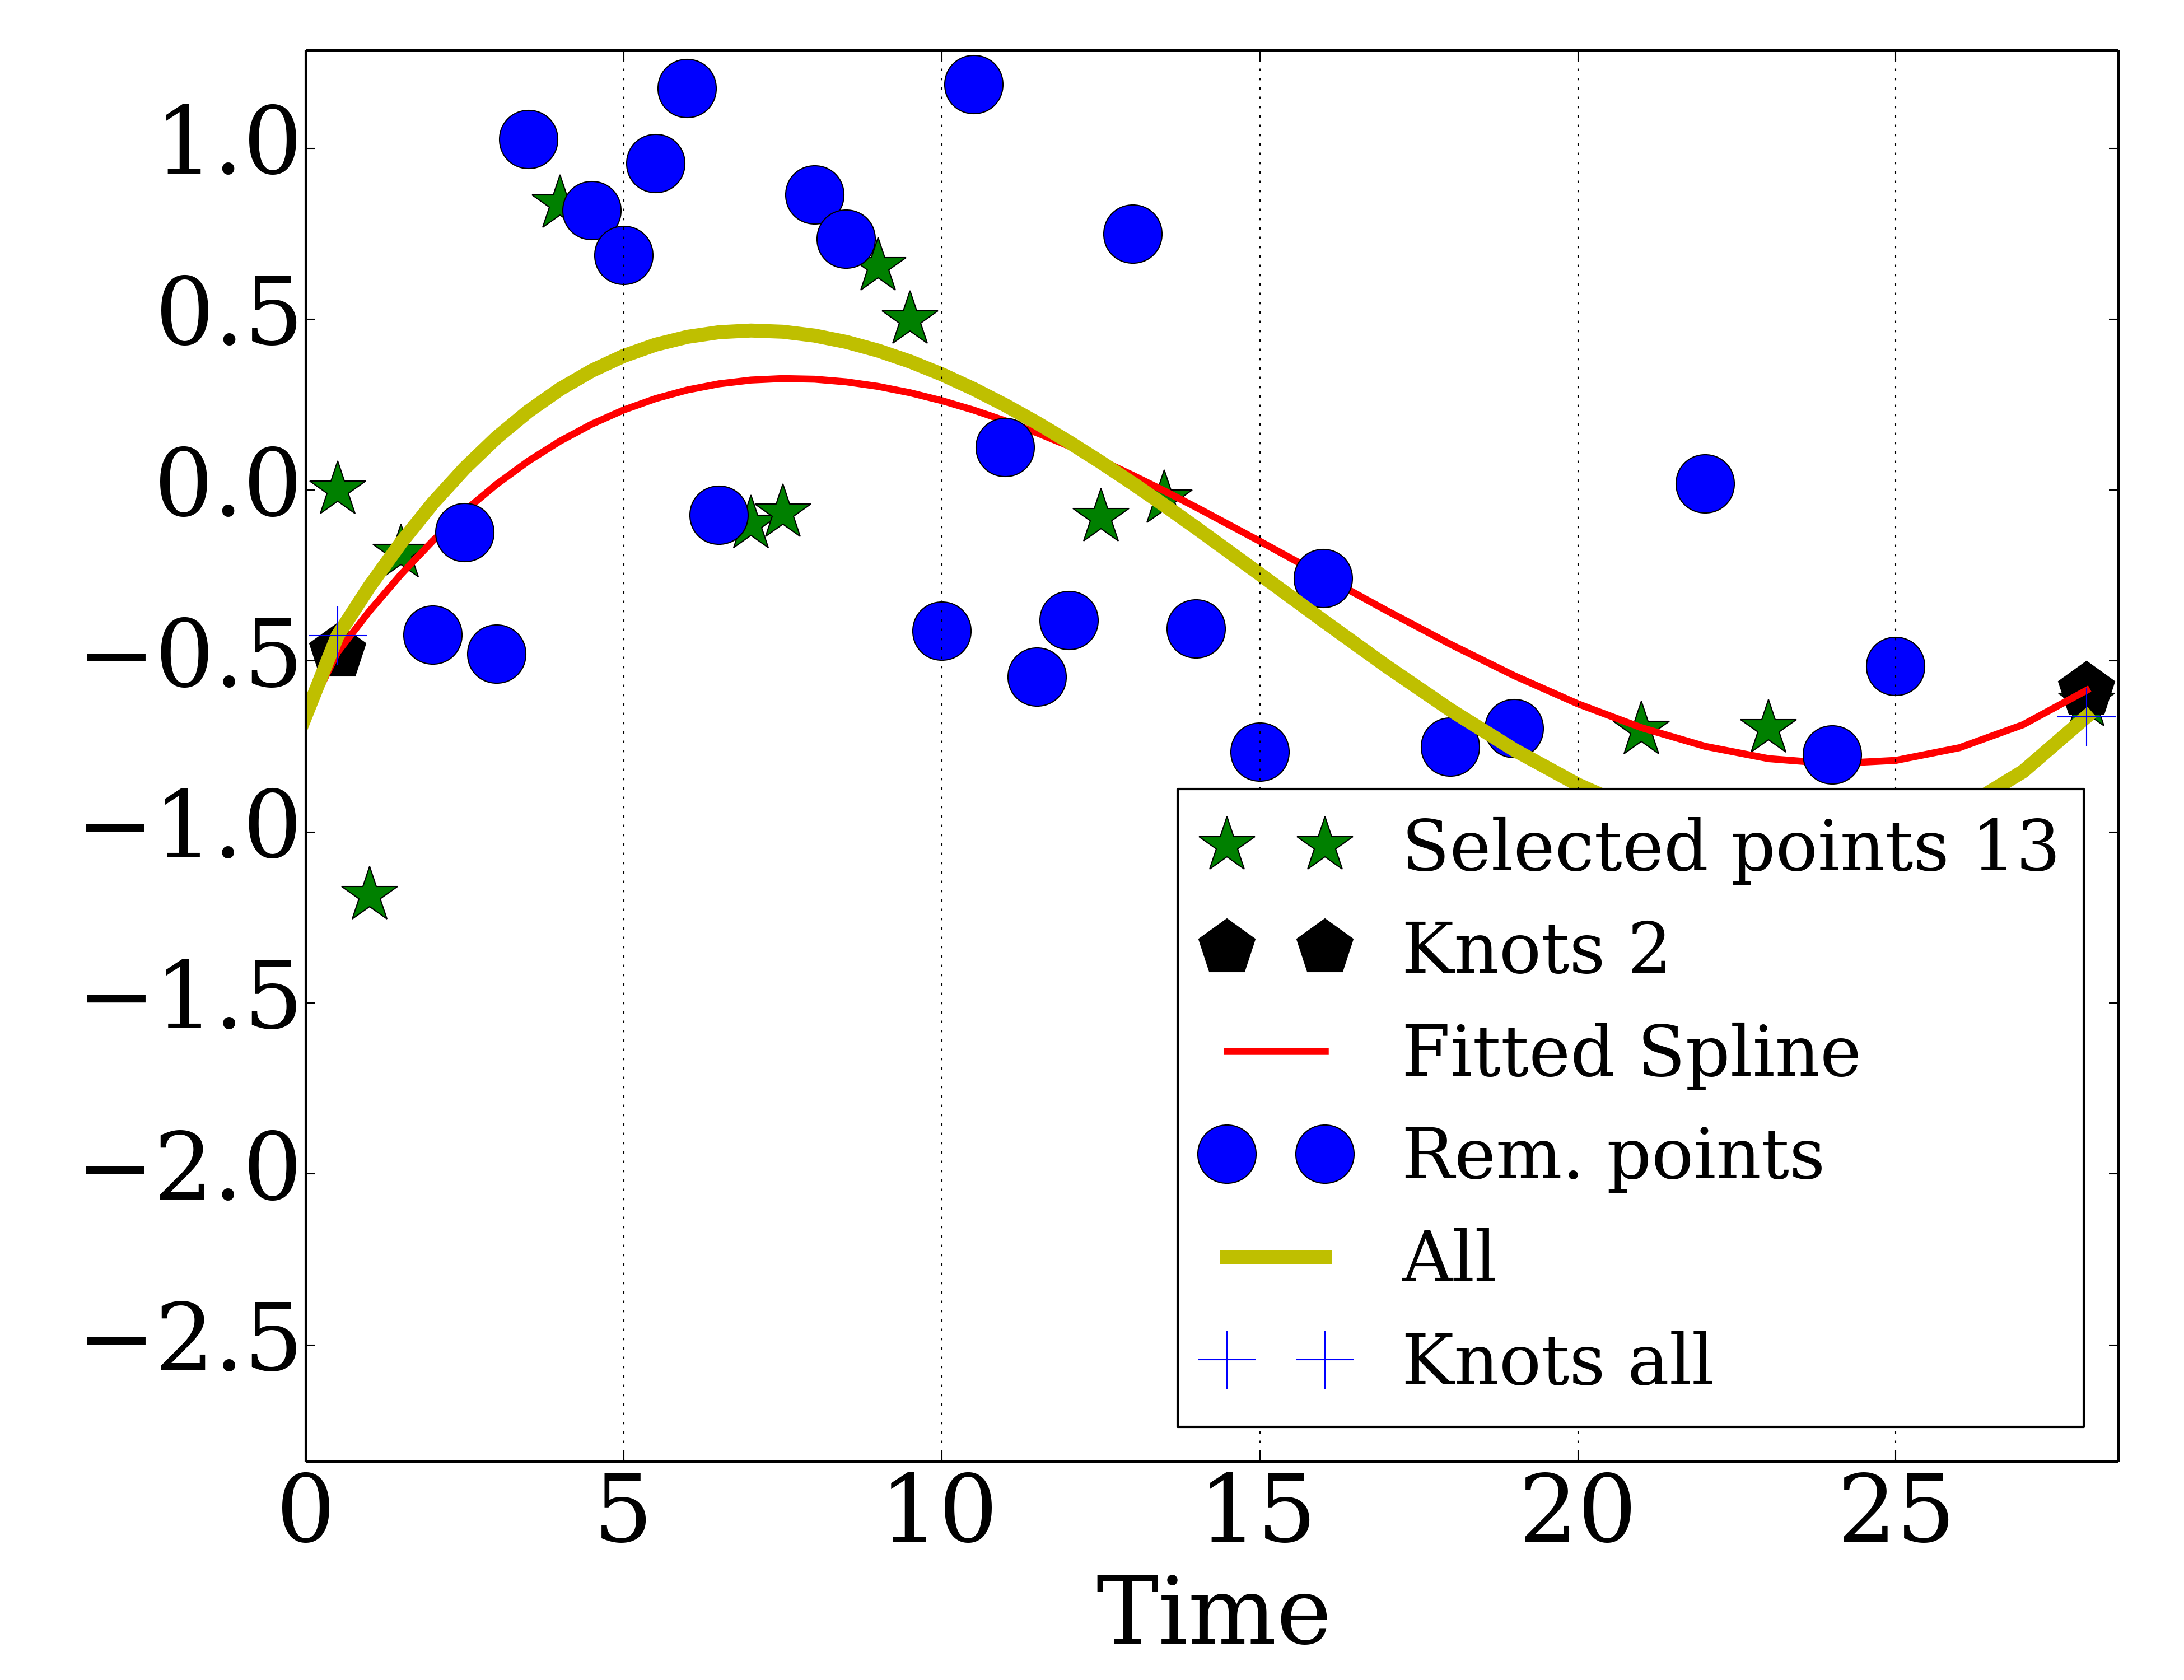 1.0
0.5
0.0
−0.5
−1.0
−1.5
−2.0
−2.5
Selected points 13
Knots 2
Fitted Spline
Rem. points
All
Knots all
0 5 10 15 20 25
Time